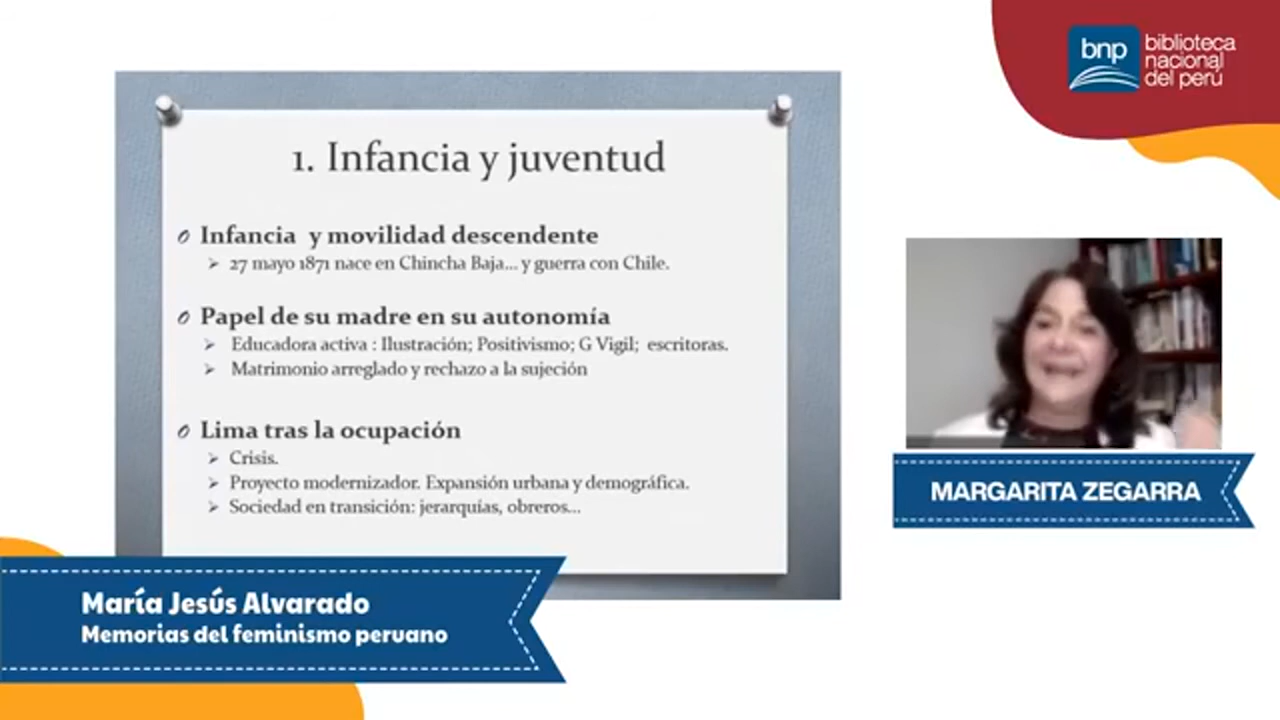 bnp
biblioteca
nacional
del perú
1. Infancia y juventud
Infancia y movilidad descendente
27 mayo 1871 nace en Chincha Baja... y guerra con Chile.
Papel de su madre en su autonomía
Educadora activa : Ilustración; Positivismo; G Vigil; escritoras.
Matrimonio arreglado y rechazo a la sujeción
Lima tras la ocupación
Crisis.
Proyecto modernizador. Expansión urbana y demográfica.
Sociedad en transición: jerarquías, obreros...
MARGARITA ZEGARRA
María Jesús Alvarado
Memorias del feminismo peruano